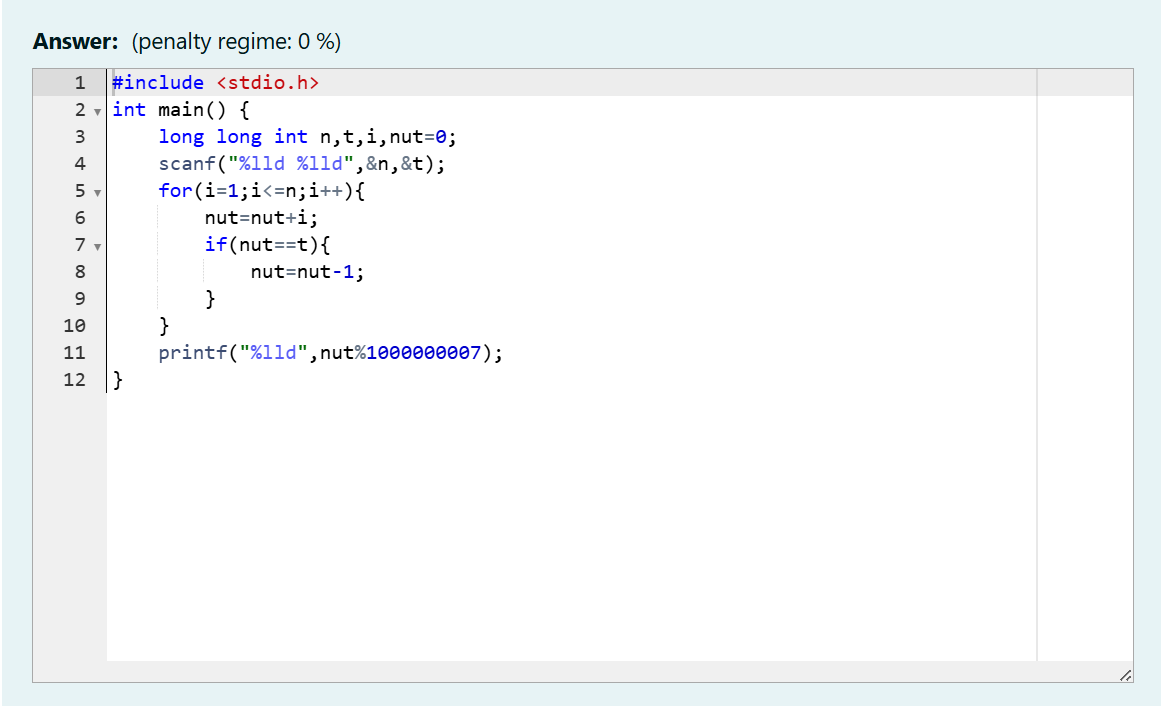 Answer: (penalty regime: 0 %)
1 #include <stdio.h>
2 int main() {
3     long long int n,t,i,nut=0;
4     scanf("%lld %lld",&n,&t);
5     for(i=1;i<=n;i++){
6         nut=nut+i;
7         if(nut==t){
8             nut=nut-1;
9         }
10     }
11     printf("%lld",nut%1000000007);
12 }